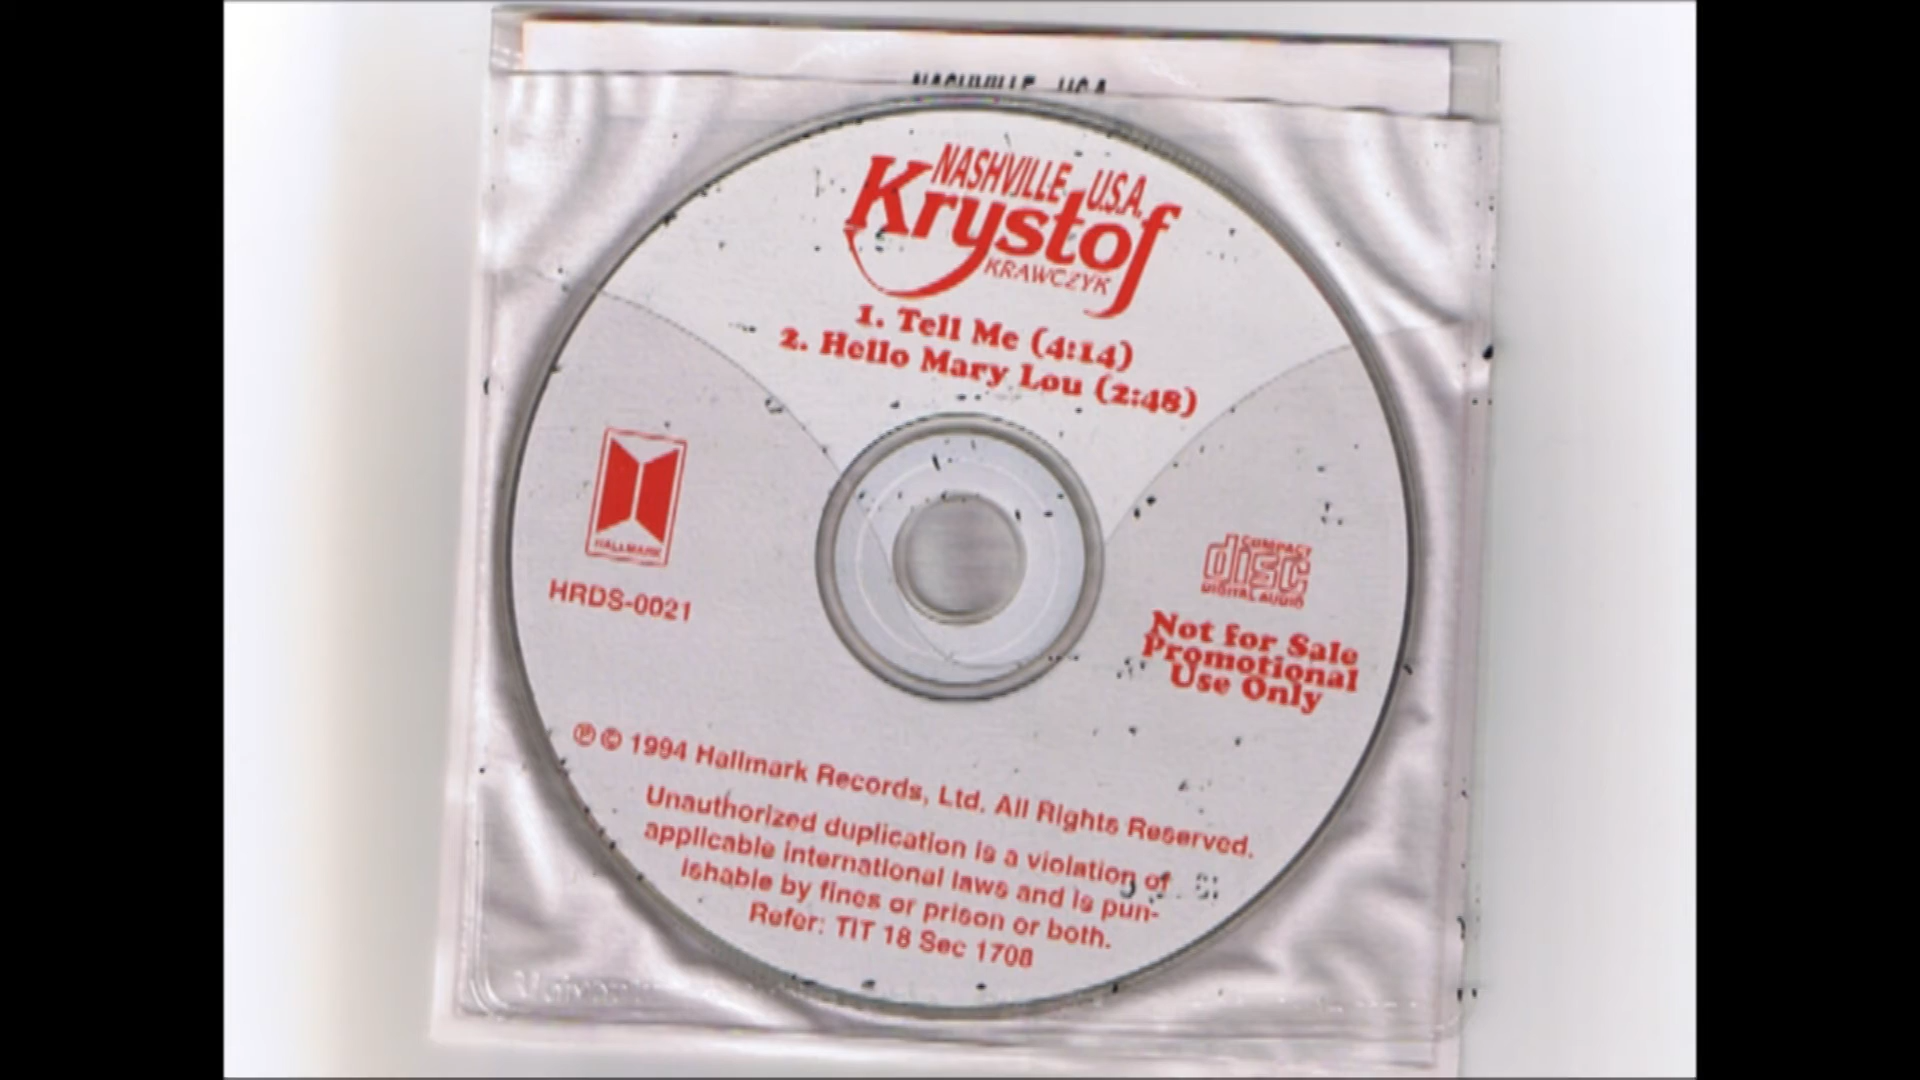 NASHVILLE USA
NASHVILLE U.S.A.
Krystof
KRAWCZYK
1. Tell Me (4:14)
2. Hello Mary Lou (2:48)
HALLMARK
HRDS-0021
COMPACT
disc
DIGITAL AUDIO
Not for Sale
Promotional
Use Only
℗ © 1994 Hallmark Records, Ltd. All Rights Reserved.
Unauthorized duplication is a violation of
applicable international laws and is pun-
ishable by fines or prison or both.
Refer: TIT 18 Sec 1708